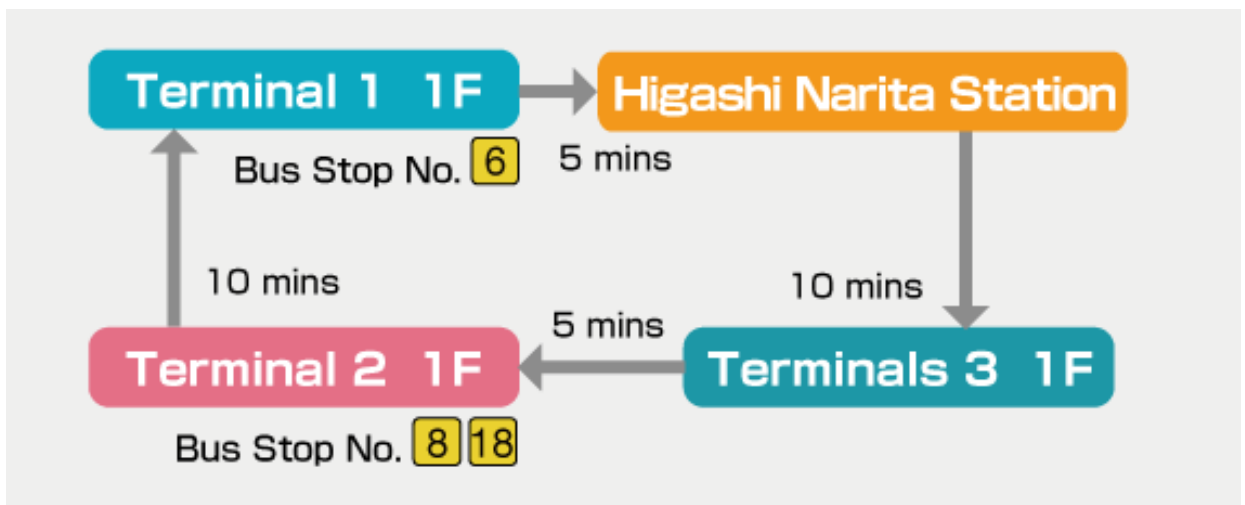 Terminal 1 1F
Higashi Narita Station
Bus Stop No. 6
5 mins
10 mins
10 mins
5 mins
Terminal 2 1F
Terminals 3 1F
Bus Stop No. 8 18